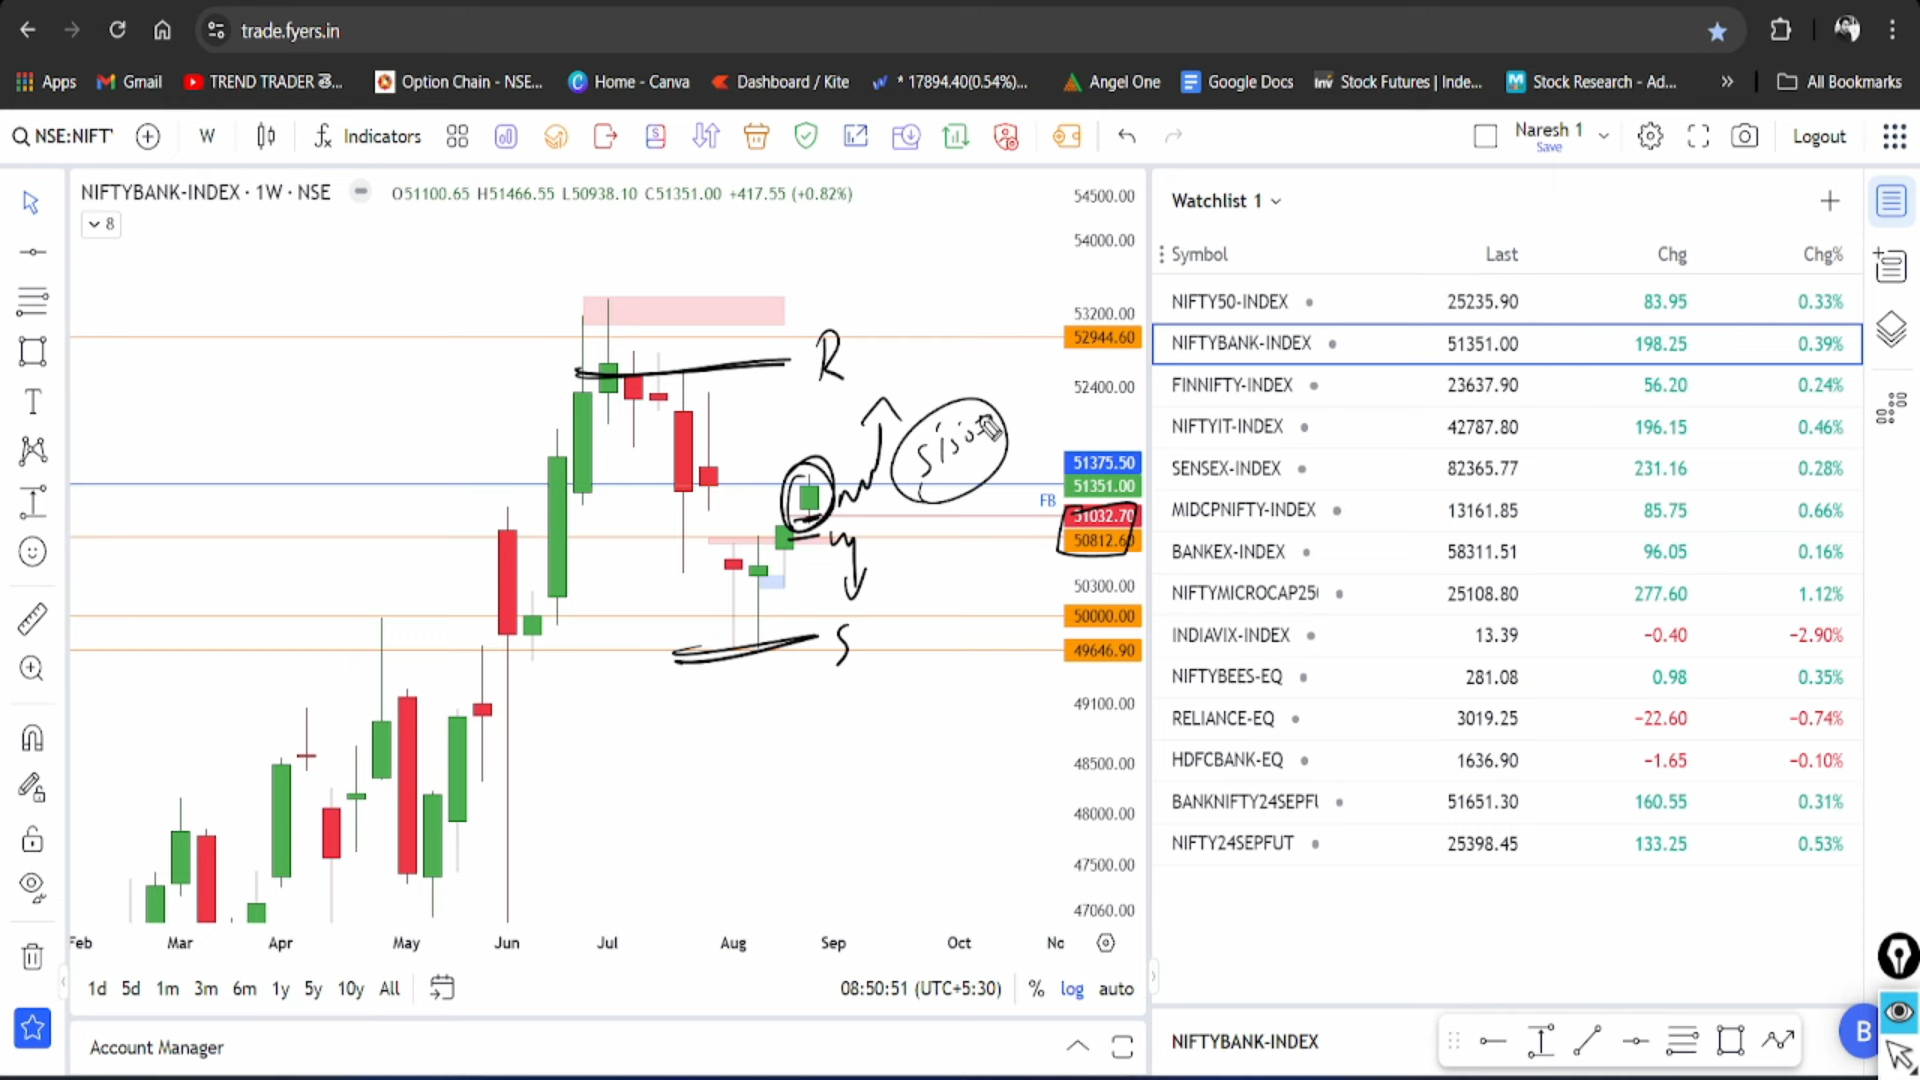 trade.fyers.in
Apps Gmail TREND TRADER తె... Option Chain - NSE... Home - Canva Dashboard / Kite * 17894.40(0.54%)... Angel One Google Docs Inv Stock Futures | Inde... Stock Research - Ad... » All Bookmarks
NSE:NIFT' W Indicators Naresh 1 Save Logout
NIFTYBANK-INDEX · 1W · NSE O51100.65 H51466.55 L50938.10 C51351.00 +417.55 (+0.82%)
8
54500.00
54000.00
53200.00
52944.60
R
52400.00
51375.50
51351.00
FB
51032.70
50812.60
50300.00
50000.00
S
49646.90
49100.00
48500.00
48000.00
47500.00
47060.00
Feb Mar Apr May Jun Jul Aug Sep Oct No
1d 5d 1m 3m 6m 1y 5y 10y All 08:50:51 (UTC+5:30) % log auto
Account Manager
Watchlist 1
Symbol Last Chg Chg%
NIFTY50-INDEX 25235.90 83.95 0.33%
NIFTYBANK-INDEX 51351.00 198.25 0.39%
FINNIFTY-INDEX 23637.90 56.20 0.24%
NIFTYIT-INDEX 42787.80 196.15 0.46%
SENSEX-INDEX 82365.77 231.16 0.28%
MIDCPNIFTY-INDEX 13161.85 85.75 0.66%
BANKEX-INDEX 58311.51 96.05 0.16%
NIFTYMICROCAP25( 25108.80 277.60 1.12%
INDIAVIX-INDEX 13.39 −0.40 −2.90%
NIFTYBEES-EQ 281.08 0.98 0.35%
RELIANCE-EQ 3019.25 −22.60 −0.74%
HDFCBANK-EQ 1636.90 −1.65 −0.10%
BANKNIFTY24SEPFU 51651.30 160.55 0.31%
NIFTY24SEPFUT 25398.45 133.25 0.53%
NIFTYBANK-INDEX
B